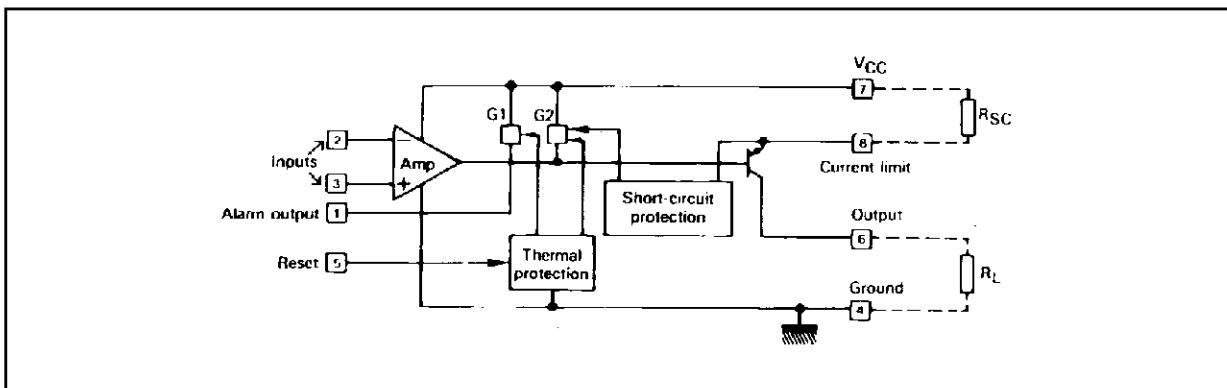 VCC
7
RSC
G1
G2
2
−
Inputs
Amp
8
Current limit
3
+
Short-circuit
protection
Alarm output 1
Output
6
Reset 5
Thermal
protection
RL
Ground
4